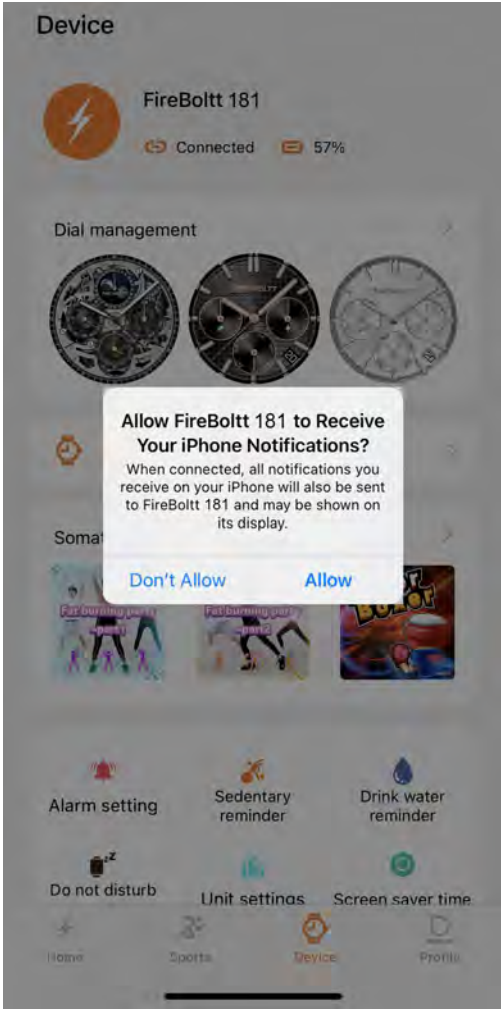 Device
FireBoltt 181
Connected 57%
Dial management
Allow FireBoltt 181 to Receive
Your iPhone Notifications?
When connected, all notifications you
receive on your iPhone will also be sent
to FireBoltt 181 and may be shown on
its display.
Somat
Don't Allow Allow
Fat burning party
-part1
Fat burning party
-part2
Boxer
Alarm setting
Sedentary
reminder
Drink water
reminder
Do not disturb
Unit settings
Screen saver time
Home Sports Device Profile